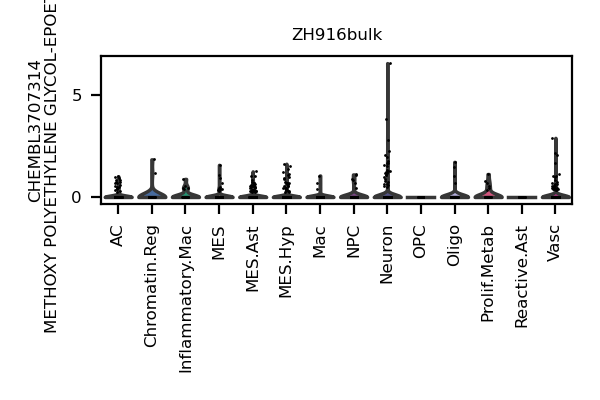 ZH916bulk
CHEMBL3707314
METHOXY POLYETHYLENE GLYCOL-EPOET
5
0
AC
Chromatin.Reg
Inflammatory.Mac
MES
MES.Ast
MES.Hyp
Mac
NPC
Neuron
OPC
Oligo
Prolif.Metab
Reactive.Ast
Vasc